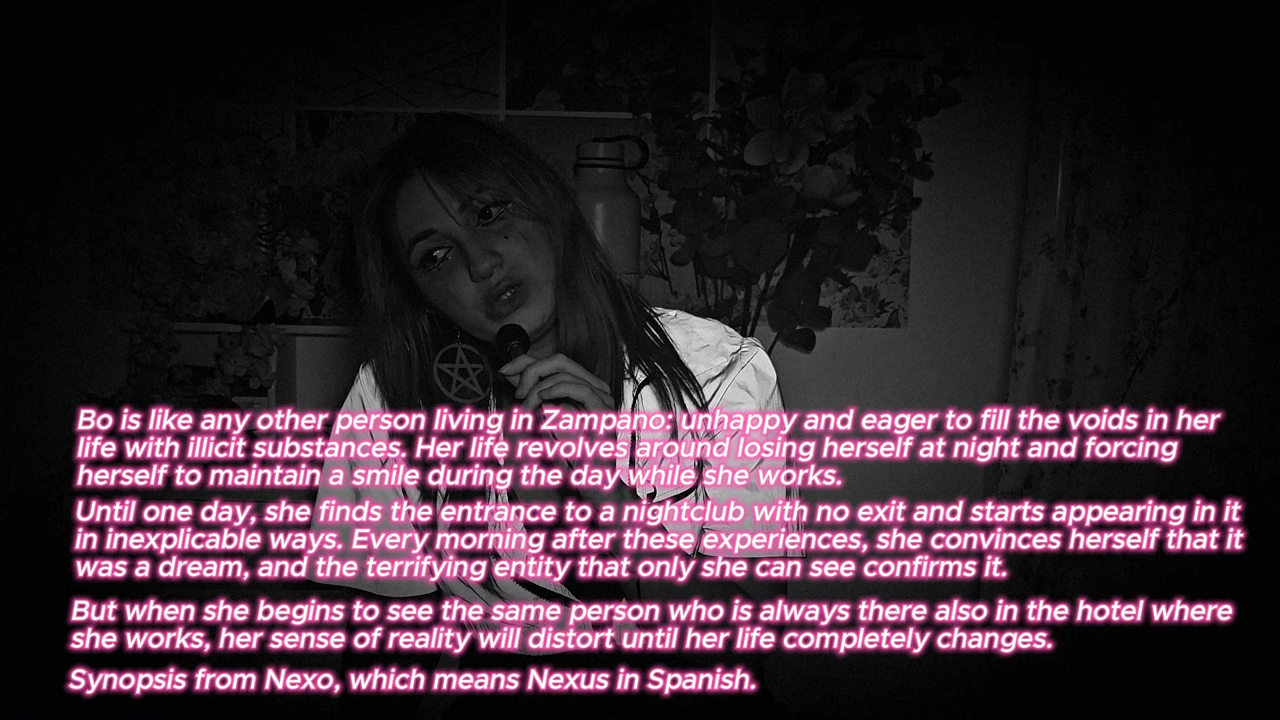 Bo is like any other person living in Zampano: unhappy and eager to fill the voids in her
life with illicit substances. Her life revolves around losing herself at night and forcing
herself to maintain a smile during the day while she works.
Until one day, she finds the entrance to a nightclub with no exit and starts appearing in it
in inexplicable ways. Every morning after these experiences, she convinces herself that it
was a dream, and the terrifying entity that only she can see confirms it.
But when she begins to see the same person who is always there also in the hotel where
she works, her sense of reality will distort until her life completely changes.
Synopsis from Nexo, which means Nexus in Spanish.